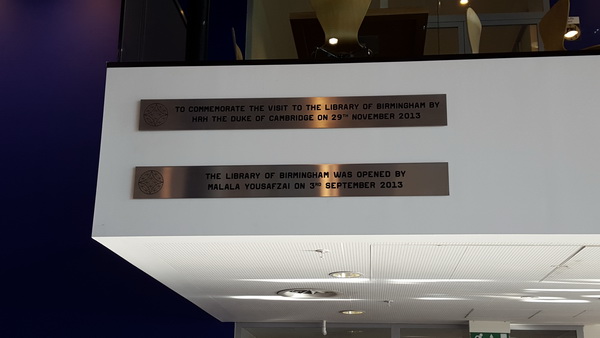 TO COMMEMORATE THE VISIT TO THE LIBRARY OF BIRMINGHAM BY
HRH THE DUKE OF CAMBRIDGE ON 29TH NOVEMBER 2013
THE LIBRARY OF BIRMINGHAM WAS OPENED BY
MALALA YOUSAFZAI ON 3RD SEPTEMBER 2013